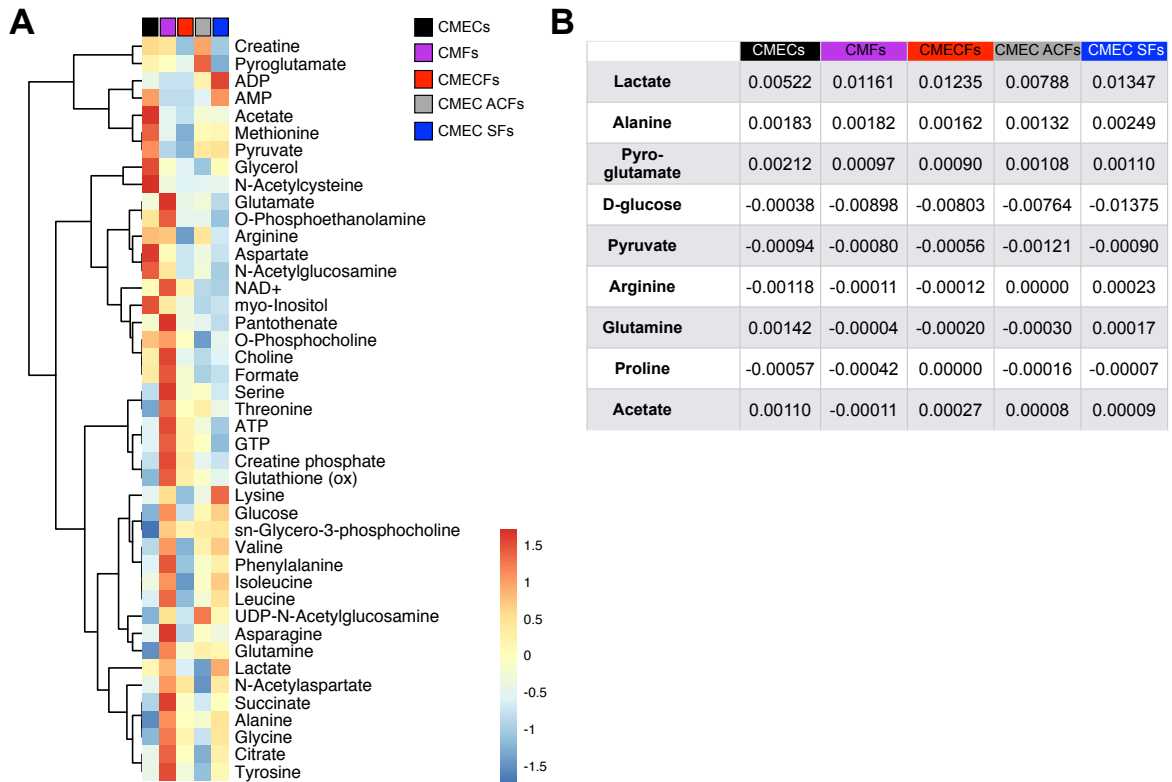 A
CMECs
CMFs
CMECFs
CMEC ACFs
CMEC SFs
Creatine
Pyroglutamate
ADP
AMP
Acetate
Methionine
Pyruvate
Glycerol
N-Acetylcysteine
Glutamate
O-Phosphoethanolamine
Arginine
Aspartate
N-Acetylglucosamine
NAD+
myo-Inositol
Pantothenate
O-Phosphocholine
Choline
Formate
Serine
Threonine
ATP
GTP
Creatine phosphate
Glutathione (ox)
Lysine
Glucose
sn-Glycero-3-phosphocholine
Valine
Phenylalanine
Isoleucine
Leucine
UDP-N-Acetylglucosamine
Asparagine
Glutamine
Lactate
N-Acetylaspartate
Succinate
Alanine
Glycine
Citrate
Tyrosine
1.5
1
0.5
0
-0.5
-1
-1.5
B
CMECs CMFs CMECFs CMEC ACFs CMEC SFs
Lactate 0.00522 0.01161 0.01235 0.00788 0.01347
Alanine 0.00183 0.00182 0.00162 0.00132 0.00249
Pyro-
glutamate 0.00212 0.00097 0.00090 0.00108 0.00110
D-glucose -0.00038 -0.00898 -0.00803 -0.00764 -0.01375
Pyruvate -0.00094 -0.00080 -0.00056 -0.00121 -0.00090
Arginine -0.00118 -0.00011 -0.00012 0.00000 0.00023
Glutamine 0.00142 -0.00004 -0.00020 -0.00030 0.00017
Proline -0.00057 -0.00042 0.00000 -0.00016 -0.00007
Acetate 0.00110 -0.00011 0.00027 0.00008 0.00009